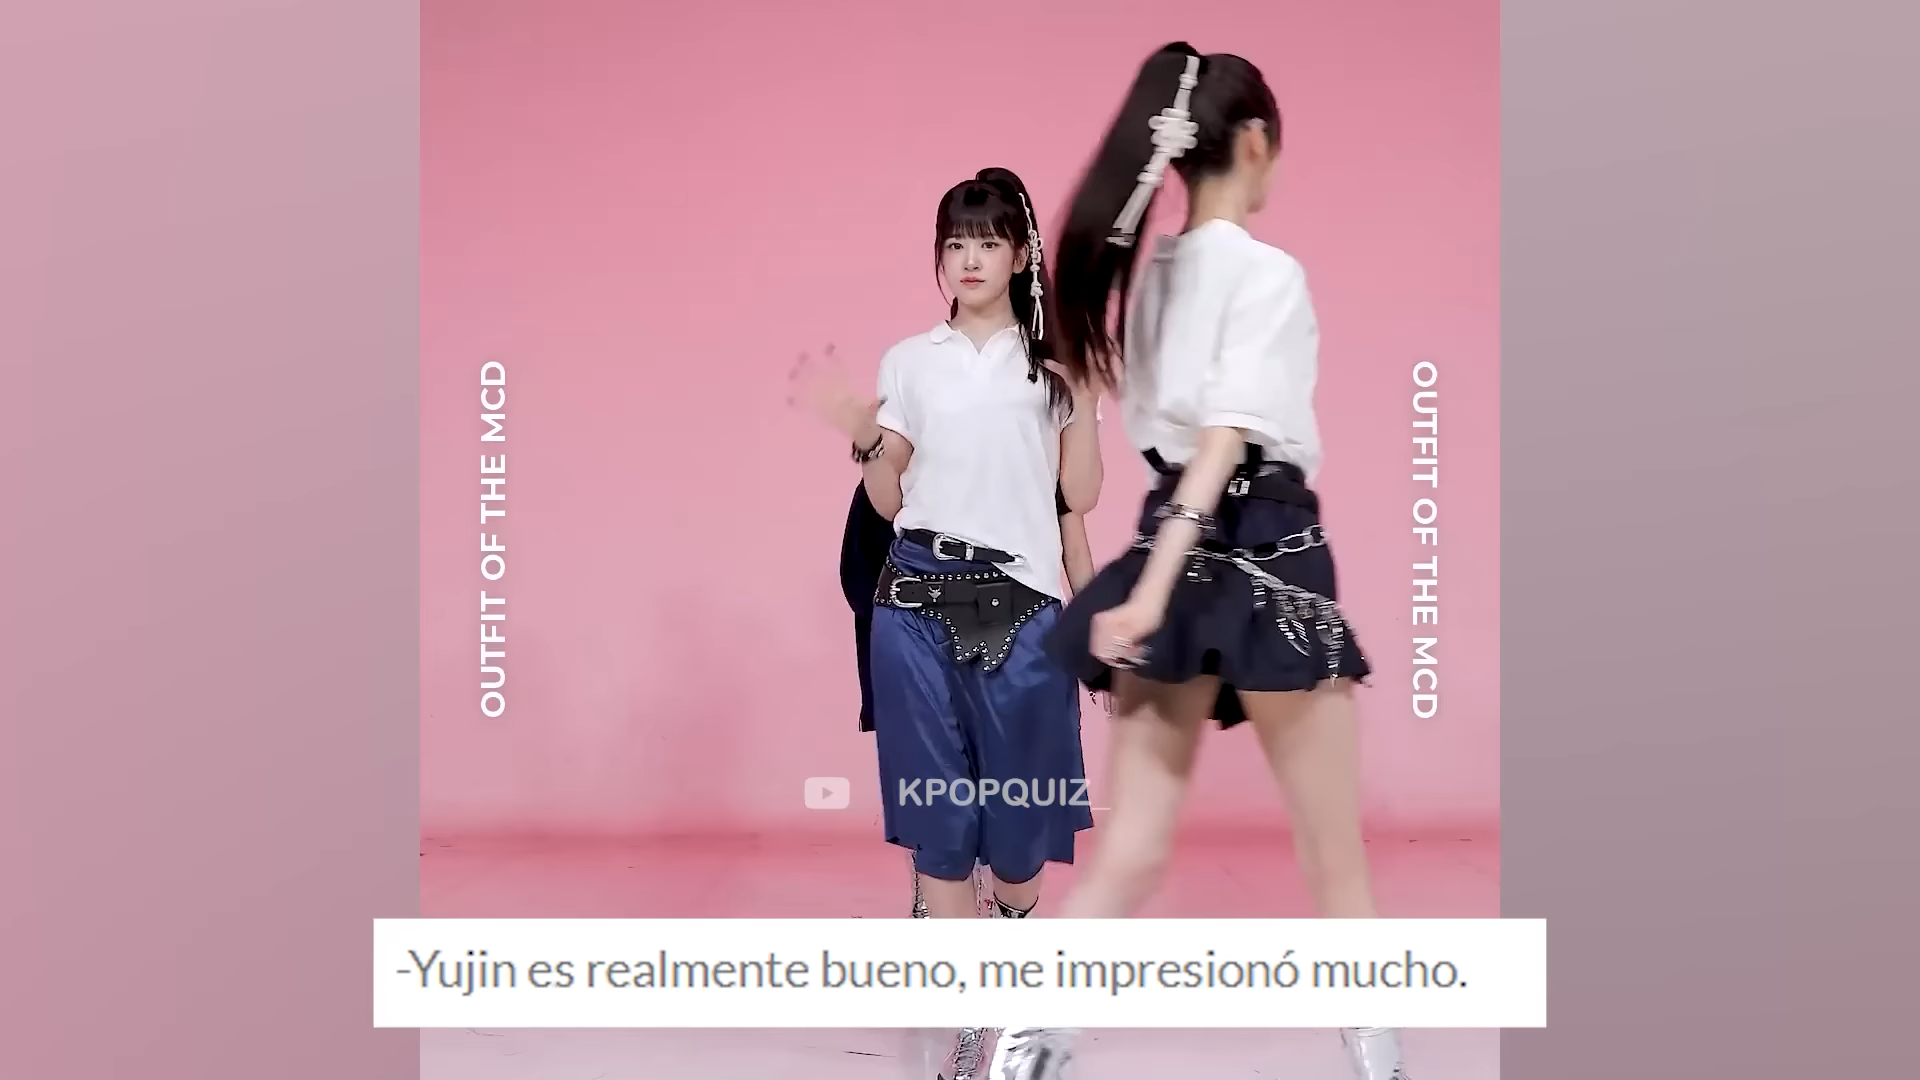 OUTFIT OF THE MCD
OUTFIT OF THE MCD
KPOPQUIZ_
-Yujin es realmente bueno, me impresionó mucho.